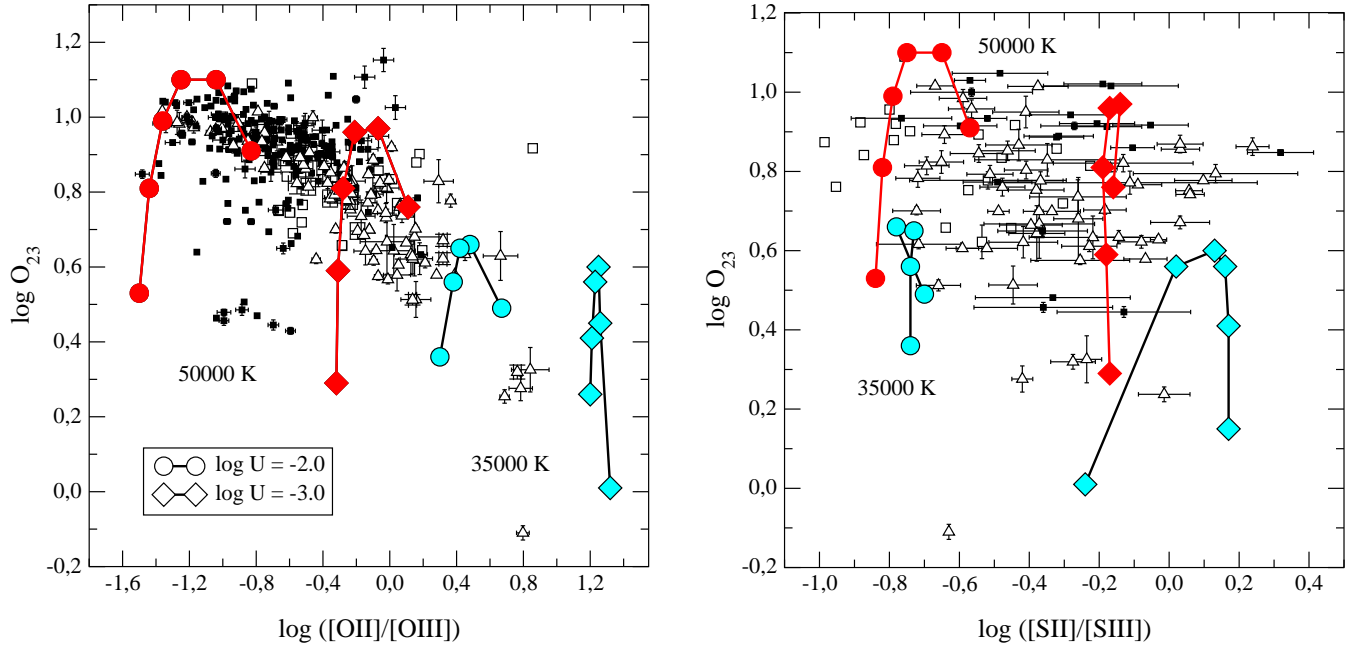 1,2
1,0
0,8
0,6
0,4
0,2
0,0
-0,2
log O23
50000 K
35000 K
log U = -2.0
log U = -3.0
-1,6 -1,2 -0,8 -0,4 0,0 0,4 0,8 1,2
log ([OII]/[OIII])
1,2
1,0
0,8
0,6
0,4
0,2
0,0
-0,2
log O23
50000 K
35000 K
-1,0 -0,8 -0,6 -0,4 -0,2 0,0 0,2 0,4
log ([SII]/[SIII])